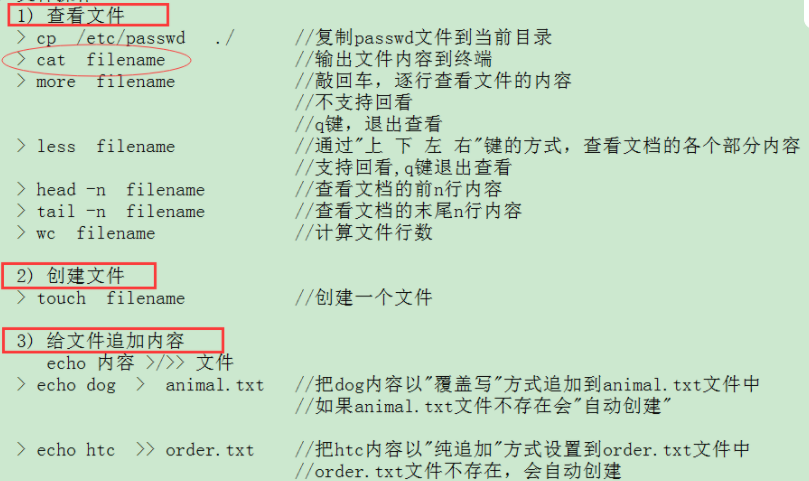 1) 查看文件
> cp  /etc/passwd   ./        //复制passwd文件到当前目录
> cat  filename             //输出文件内容到终端
> more  filename            //敲回车，逐行查看文件的内容
//不支持回看
//q键，退出查看
> less  filename            //通过"上 下 左 右"键的方式，查看文档的各个部分内容
//支持回看,q键退出查看
> head -n  filename         //查看文档的前n行内容
> tail -n  filename         //查看文档的末尾n行内容
> wc  filename              //计算文件行数
2) 创建文件
> touch  filename           //创建一个文件
3) 给文件追加内容
echo 内容 >/>> 文件
> echo dog  >  animal.txt   //把dog内容以"覆盖写"方式追加到animal.txt文件中
//如果animal.txt文件不存在会"自动创建"
> echo htc  >> order.txt    //把htc内容以"纯追加"方式设置到order.txt文件中
//order.txt文件不存在，会自动创建